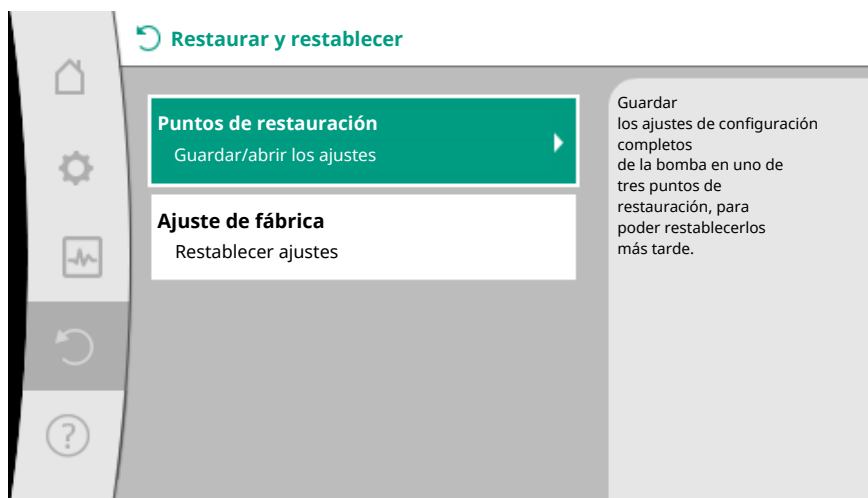 Restaurar y restablecer
Puntos de restauración
Guardar/abrir los ajustes
Ajuste de fábrica
Restablecer ajustes
Guardar
los ajustes de configuración
completos
de la bomba en uno de
tres puntos de
restauración, para
poder restablecerlos
más tarde.
?